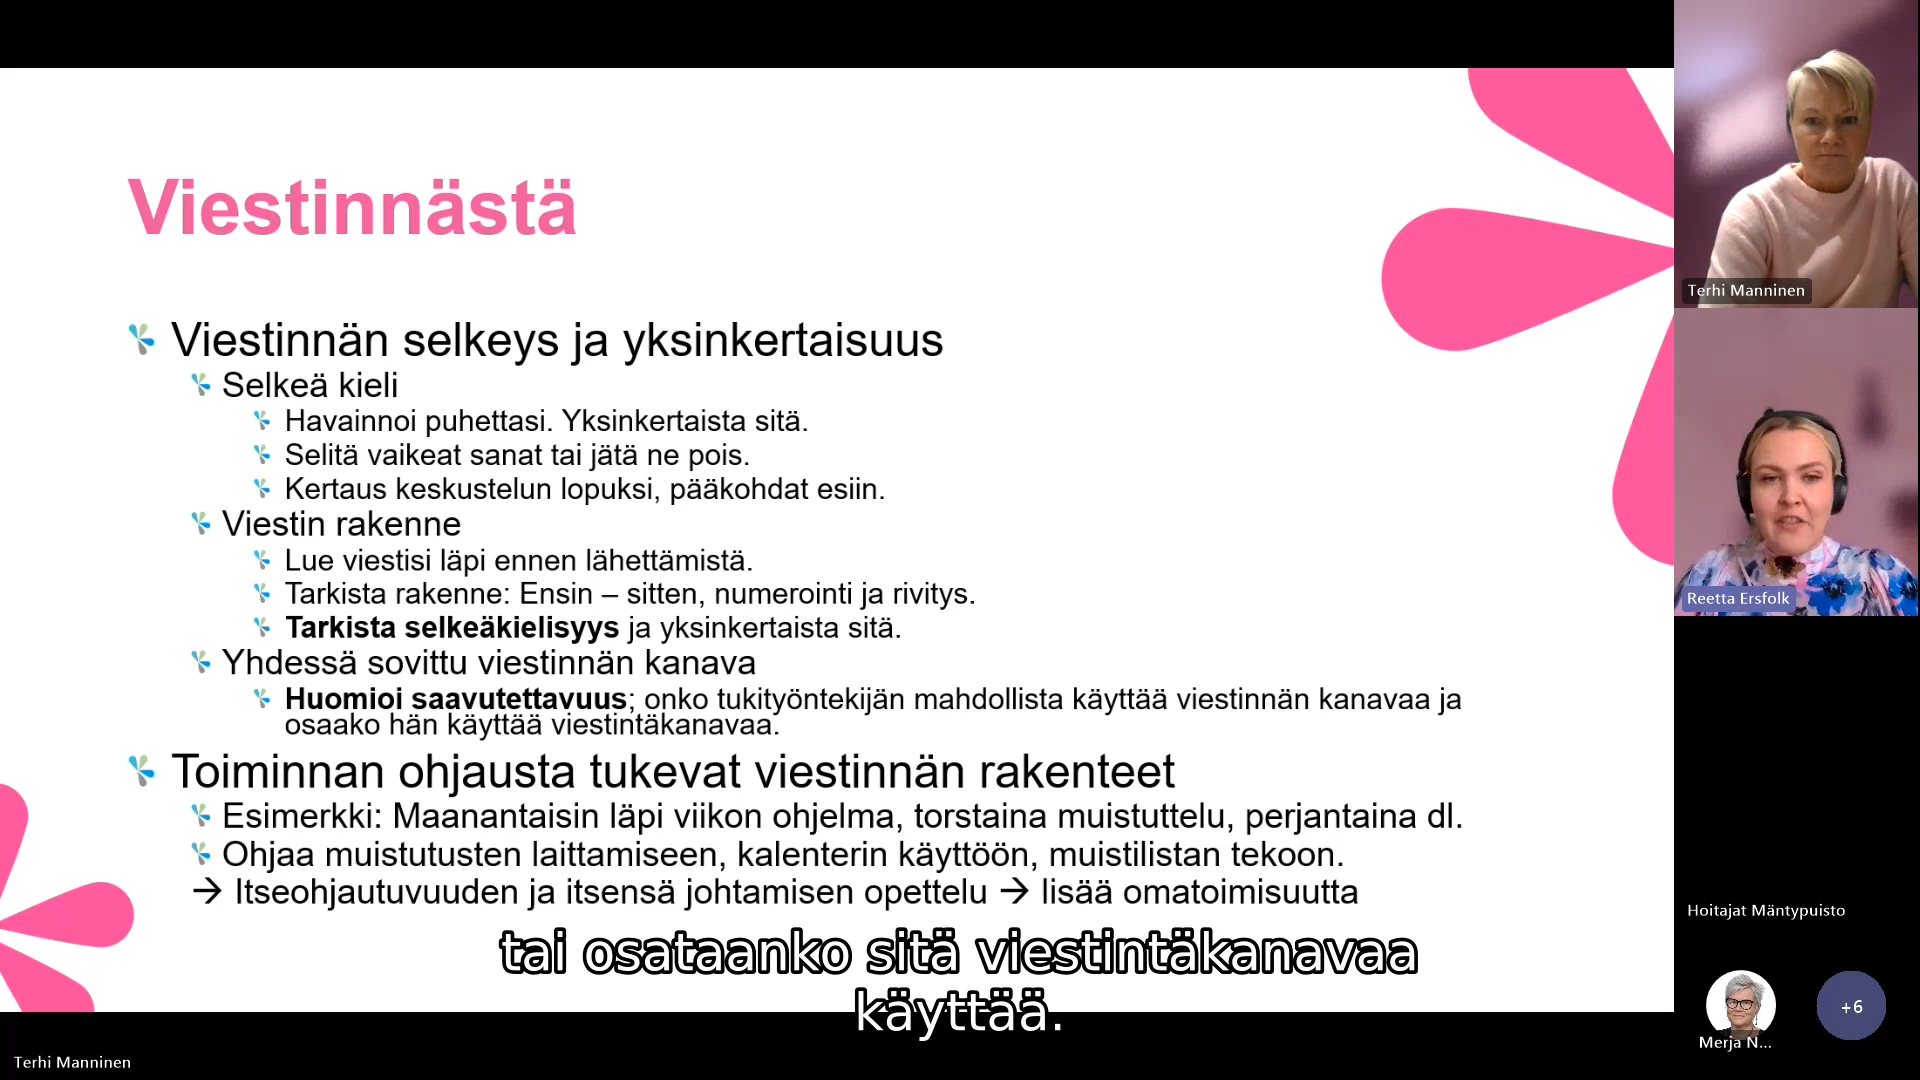 Viestinnästä
Viestinnän selkeys ja yksinkertaisuus
Selkeä kieli
Havainnoi puhettasi. Yksinkertaista sitä.
Selitä vaikeat sanat tai jätä ne pois.
Kertaus keskustelun lopuksi, pääkohdat esiin.
Viestin rakenne
Lue viestisi läpi ennen lähettämistä.
Tarkista rakenne: Ensin – sitten, numerointi ja rivitys.
Tarkista selkeäkielisyys ja yksinkertaista sitä.
Yhdessä sovittu viestinnän kanava
Huomioi saavutettavuus; onko tukityöntekijän mahdollista käyttää viestinnän kanavaa ja
osaako hän käyttää viestintäkanavaa.
Toiminnan ohjausta tukevat viestinnän rakenteet
Esimerkki: Maanantaisin läpi viikon ohjelma, torstaina muistuttelu, perjantaina dl.
Ohjaa muistutusten laittamiseen, kalenterin käyttöön, muistilistan tekoon.
→ Itseohjautuvuuden ja itsensä johtamisen opettelu → lisää omatoimisuutta
tai osataanko sitä viestintäkanavaa
käyttää.
Terhi Manninen
Terhi Manninen
Reetta Ersfolk
Hoitajat Mäntypuisto
Merja N...
+6